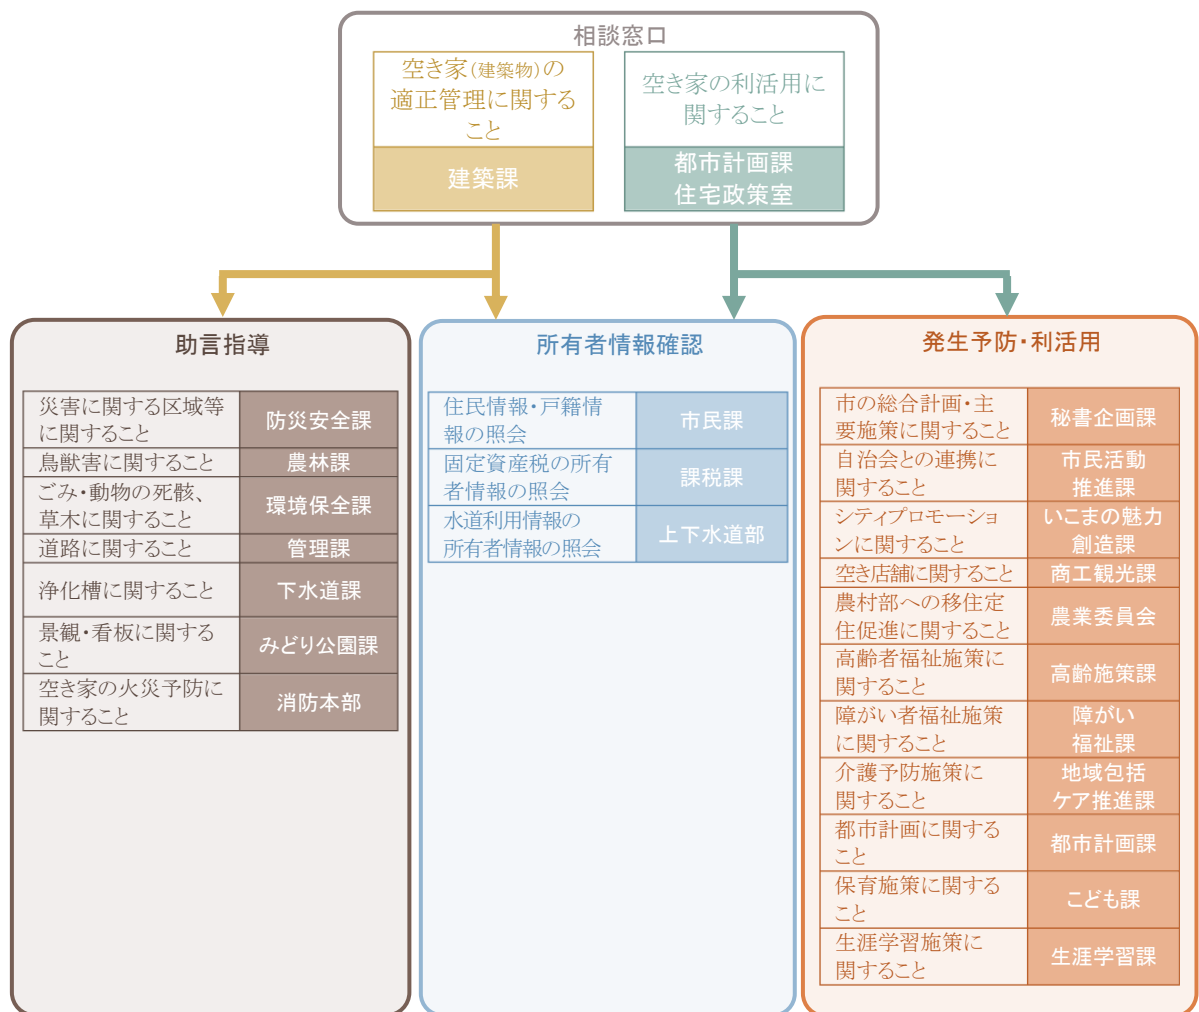 相談窓口
空き家(建築物)の
適正管理に関する
こと
建築課
空き家の利活用に
関すること
都市計画課
住宅政策室
助言指導
災害に関する区域等
に関すること
防災安全課
鳥獣害に関すること
農林課
ごみ・動物の死骸、
草木に関すること
環境保全課
道路に関すること
管理課
浄化槽に関すること
下水道課
景観・看板に関する
こと
みどり公園課
空き家の火災予防に
関すること
消防本部
所有者情報確認
住民情報・戸籍情
報の照会
市民課
固定資産税の所有
者情報の照会
課税課
水道利用情報の
所有者情報の照会
上下水道部
発生予防・利活用
市の総合計画・主
要施策に関すること
秘書企画課
自治会との連携に
関すること
市民活動
推進課
シティプロモーショ
ンに関すること
いこまの魅力
創造課
空き店舗に関すること
商工観光課
農村部への移住定
住促進に関すること
農業委員会
高齢者福祉施策に
関すること
高齢施策課
障がい者福祉施策
に関すること
障がい
福祉課
介護予防施策に
関すること
地域包括
ケア推進課
都市計画に関する
こと
都市計画課
保育施策に関する
こと
こども課
生涯学習施策に
関すること
生涯学習課